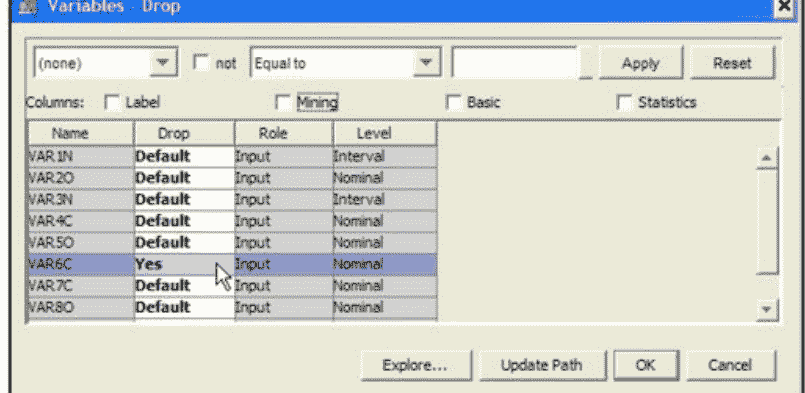 Variables - Drop
(none) not Equal to Apply Reset
Columns: Label Mining Basic Statistics
Name Drop Role Level
VAR1N Default Input Interval
VAR2O Default Input Nominal
VAR3N Default Input Interval
VAR4C Default Input Nominal
VAR5O Default Input Nominal
VAR6C Yes Input Nominal
VAR7C Default Input Nominal
VAR8O Default Input Nominal
Explore... Update Path OK Cancel